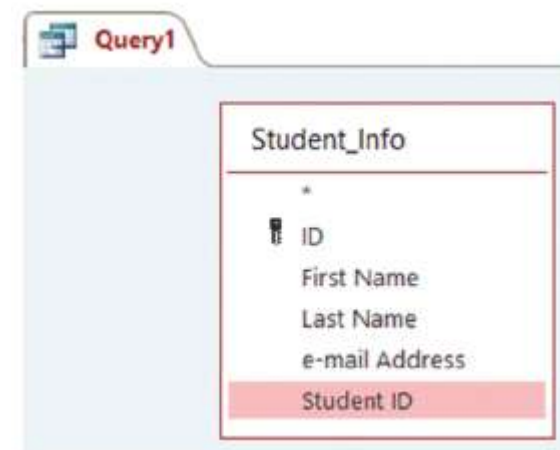 Query1
Student_Info
*
ID
First Name
Last Name
e-mail Address
Student ID